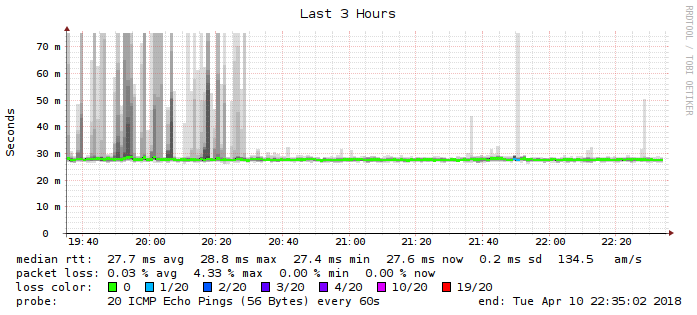 Last 3 Hours
RRDTOOL / TOBI OETIKER
Seconds
70 m
60 m
50 m
40 m
30 m
20 m
10 m
0
19:40 20:00 20:20 20:40 21:00 21:20 21:40 22:00 22:20
median rtt: 27.7 ms avg 28.8 ms max 27.4 ms min 27.6 ms now 0.2 ms sd 134.5 am/s
packet loss: 0.03 % avg 4.33 % max 0.00 % min 0.00 % now
loss color: 0 1/20 2/20 3/20 4/20 10/20 19/20
probe: 20 ICMP Echo Pings (56 Bytes) every 60s end: Tue Apr 10 22:35:02 2018